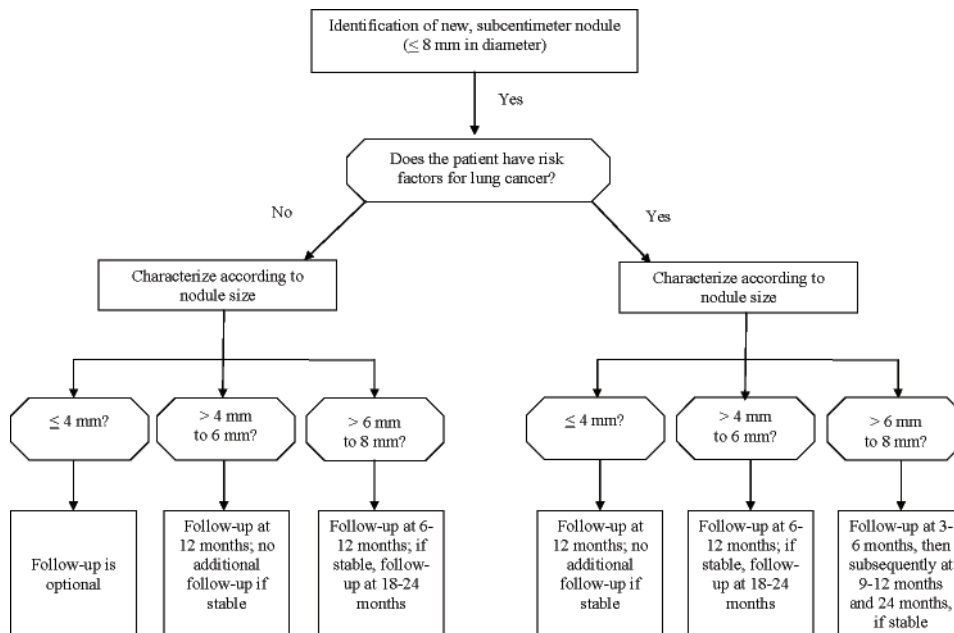 Identification of new, subcentimeter nodule
(≤ 8 mm in diameter)
Yes
Does the patient have risk
factors for lung cancer?
No
Yes
Characterize according to
nodule size
Characterize according to
nodule size
≤ 4 mm?
> 4 mm
to 6 mm?
> 6 mm
to 8 mm?
≤ 4 mm?
> 4 mm
to 6 mm?
> 6 mm
to 8 mm?
Follow-up is
optional
Follow-up at
12 months; no
additional
follow-up if
stable
Follow-up at 6-
12 months; if
stable, follow-
up at 18-24
months
Follow-up at
12 months; no
additional
follow-up if
stable
Follow-up at 6-
12 months; if
stable, follow-
up at 18-24
months
Follow-up at 3-
6 months, then
subsequently at
9-12 months
and 24 months,
if stable